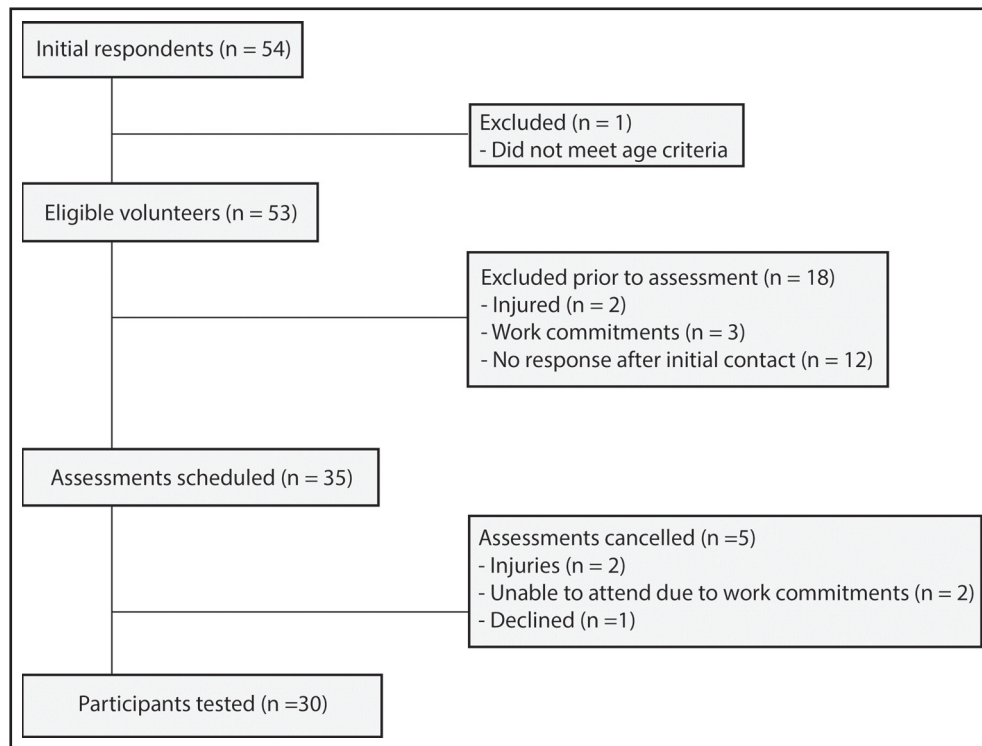 Initial respondents (n = 54)
Excluded (n = 1)
- Did not meet age criteria
Eligible volunteers (n = 53)
Excluded prior to assessment (n = 18)
- Injured (n = 2)
- Work commitments (n = 3)
- No response after initial contact (n = 12)
Assessments scheduled (n = 35)
Assessments cancelled (n =5)
- Injuries (n = 2)
- Unable to attend due to work commitments (n = 2)
- Declined (n =1)
Participants tested (n =30)